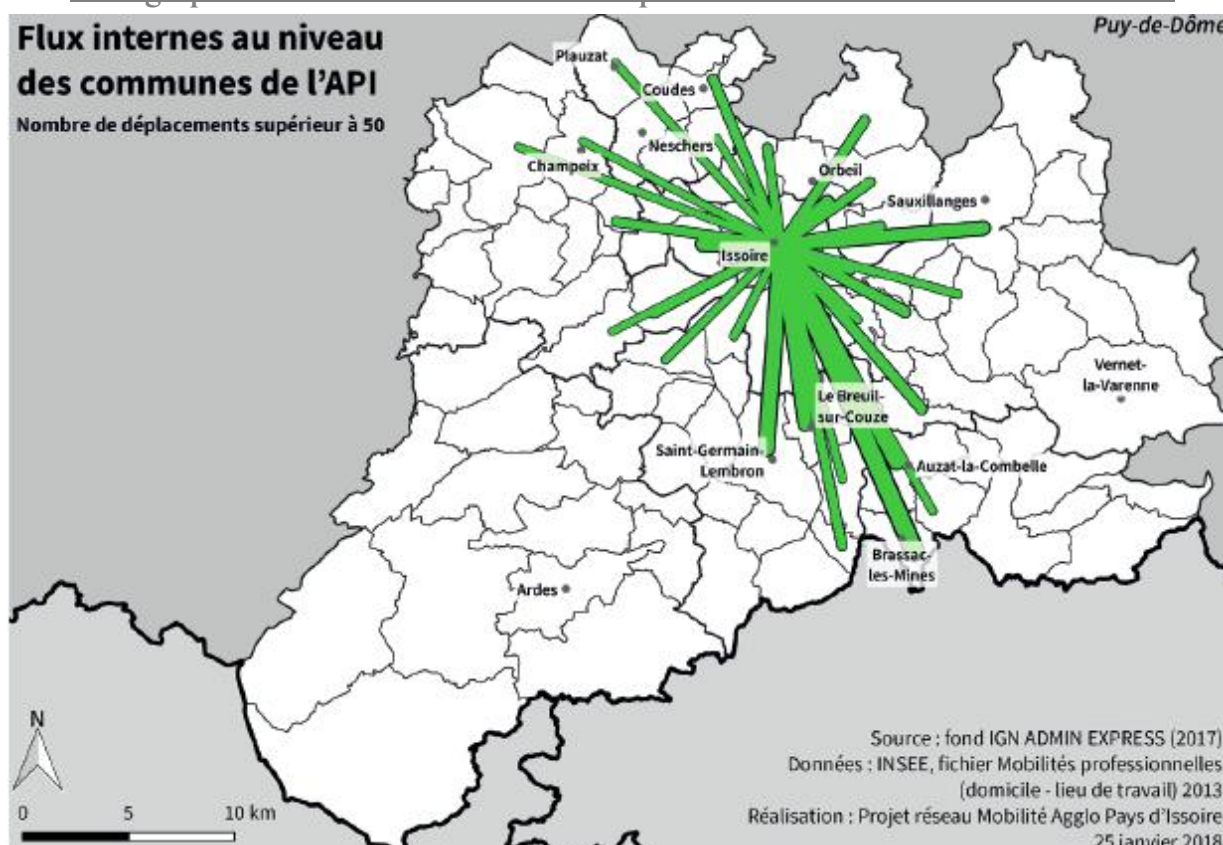 Flux internes au niveau
des communes de l'API
Nombre de déplacements supérieur à 50
Puy-de-Dôme
Plauzat
Coudes
Neschers
Champeix
Orbeil
Sauxillanges
Issoire
Vernet-
la-Varenne
Le Breuil-
sur-Couze
Saint-Germain-
Lembron
Auzat-la-Combelle
Brassac-
les-Mines
Ardes
N
0 5 10 km
Source : fond IGN ADMIN EXPRESS (2017)
Données : INSEE, fichier Mobilités professionnelles
(domicile - lieu de travail) 2013
Réalisation : Projet réseau Mobilité Agglo Pays d'Issoire
25 janvier 2018